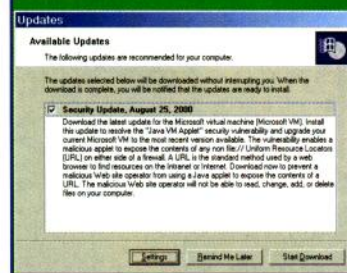 Updates
Available Updates
The following updates are recommended for your computer.
The updates selected below will be downloaded without interrupting you. When the
download is complete, you will be notified that the updates are ready to install.
Security Update, August 25, 2000
Download the latest update for the Microsoft virtual machine (Microsoft VM). Install
this update to resolve the "Java VM Applet" security vulnerability and upgrade your
current Microsoft VM to the most recent version available. The vulnerability enables a
malicious applet to expose the contents of any non file:// Uniform Resource Locators
(URL) on either side of a firewall. A URL is the standard method used by a web
browser to find resources on the Intranet or Internet. Download now to prevent a
malicious Web site operator from using a Java applet to expose the contents of a
URL. The malicious Web site operator will not be able to read, change, add, or delete
files on your computer.
Settings Remind Me Later Start Download